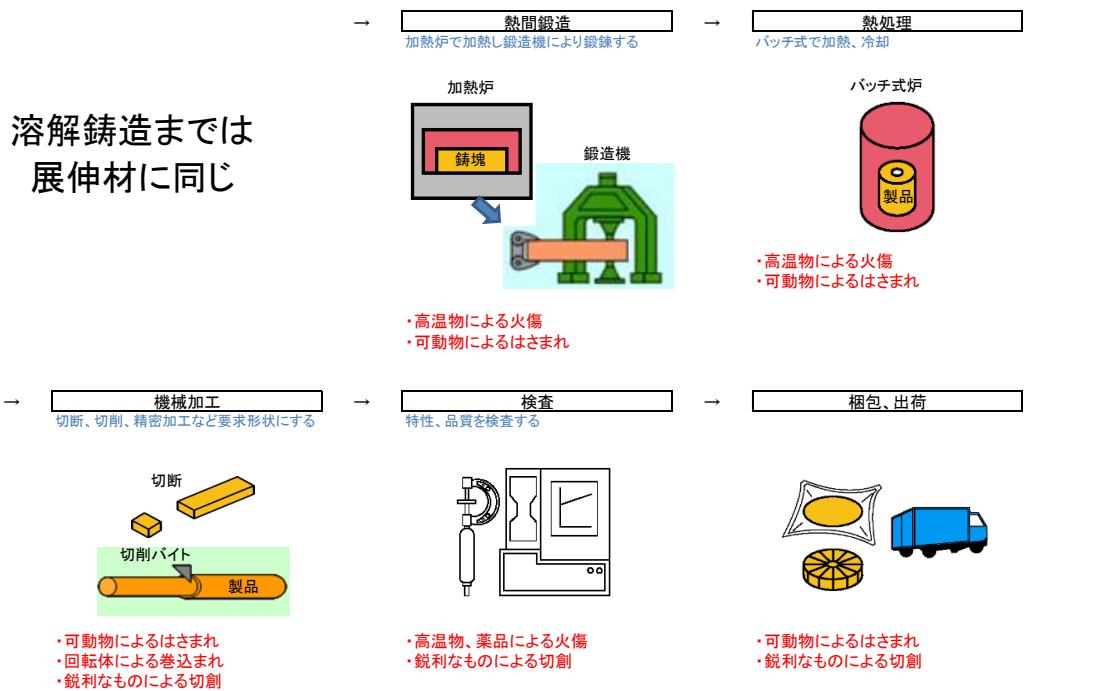 溶解鋳造までは
展伸材に同じ
→
熱間鍛造
加熱炉で加熱し鍛造機により鍛錬する
加熱炉
鋳塊
鍛造機
・高温物による火傷
・可動物によるはさまれ
→
熱処理
バッチ式で加熱、冷却
バッチ式炉
製品
・高温物による火傷
・可動物によるはさまれ
→
機械加工
切断、切削、精密加工など要求形状にする
切断
切削バイト
製品
・可動物によるはさまれ
・回転体による巻込まれ
・鋭利なものによる切創
→
検査
特性、品質を検査する
・高温物、薬品による火傷
・鋭利なものによる切創
→
梱包、出荷
・可動物によるはさまれ
・鋭利なものによる切創